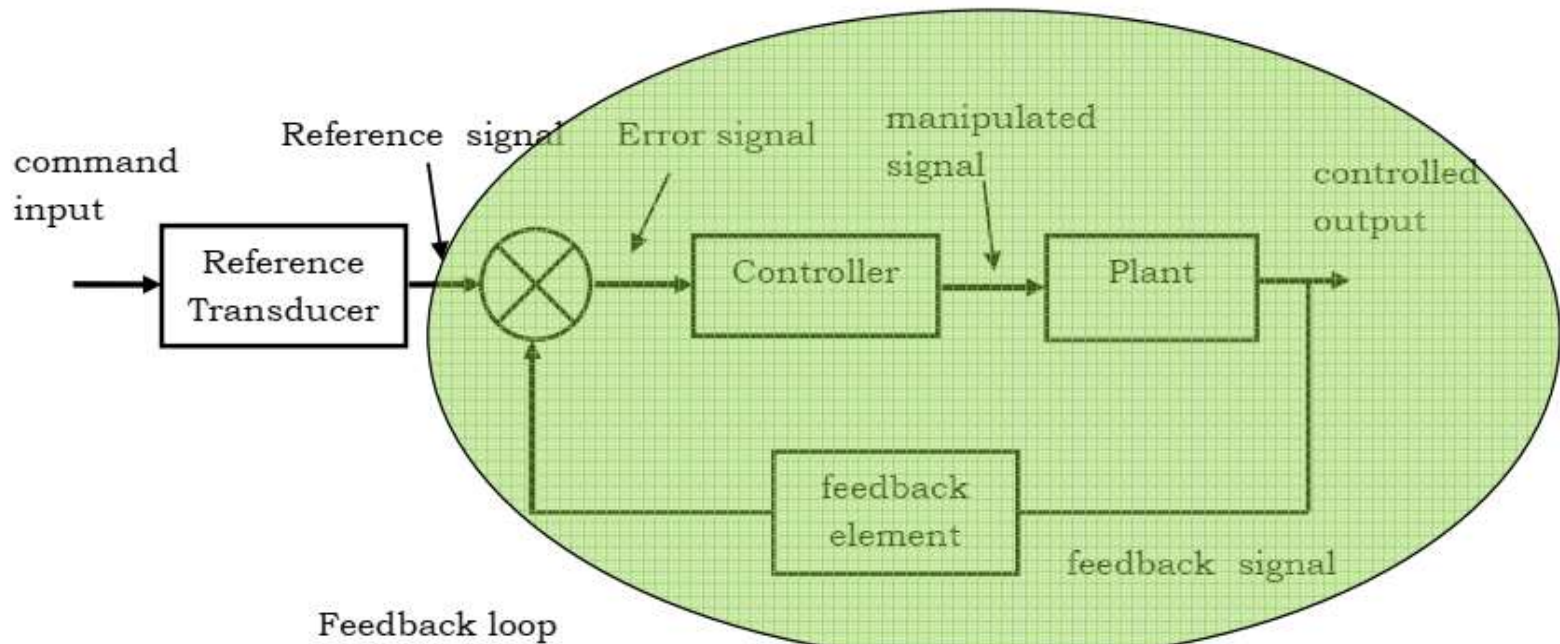 command
input
Reference signal
Error signal
manipulated
signal
controlled
output
Reference
Transducer
Controller
Plant
feedback
element
feedback signal
Feedback loop